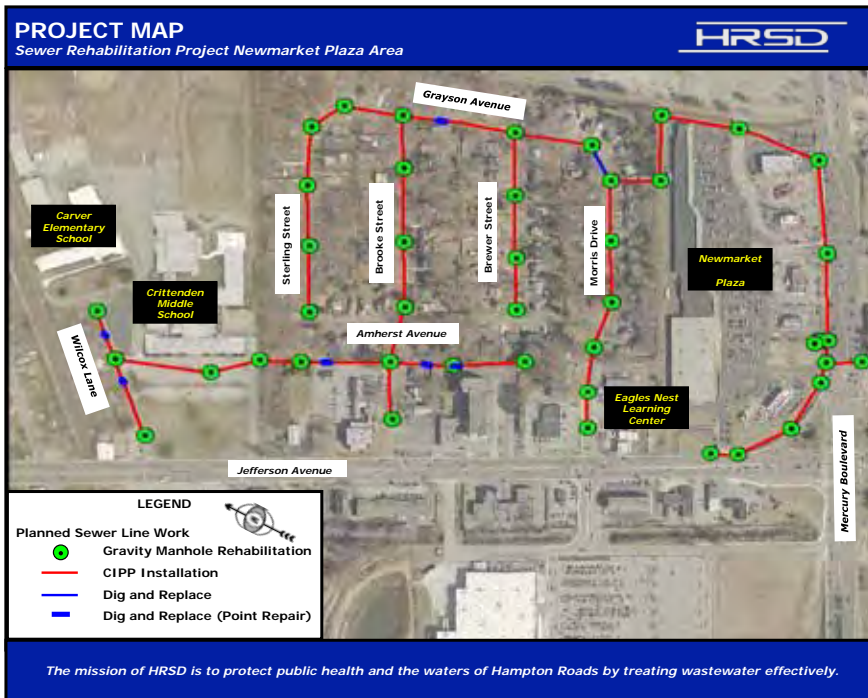 PROJECT MAP
Sewer Rehabilitation Project Newmarket Plaza Area
HRSD
Grayson Avenue
Carver
Elementary
School
Sterling Street
Brooke Street
Brewer Street
Morris Drive
Newmarket
Plaza
Crittenden
Middle
School
Amherst Avenue
Wilcox Lane
Eagles Nest
Learning
Center
Jefferson Avenue
Mercury Boulevard
LEGEND
Planned Sewer Line Work
Gravity Manhole Rehabilitation
CIPP Installation
Dig and Replace
Dig and Replace (Point Repair)
The mission of HRSD is to protect public health and the waters of Hampton Roads by treating wastewater effectively.